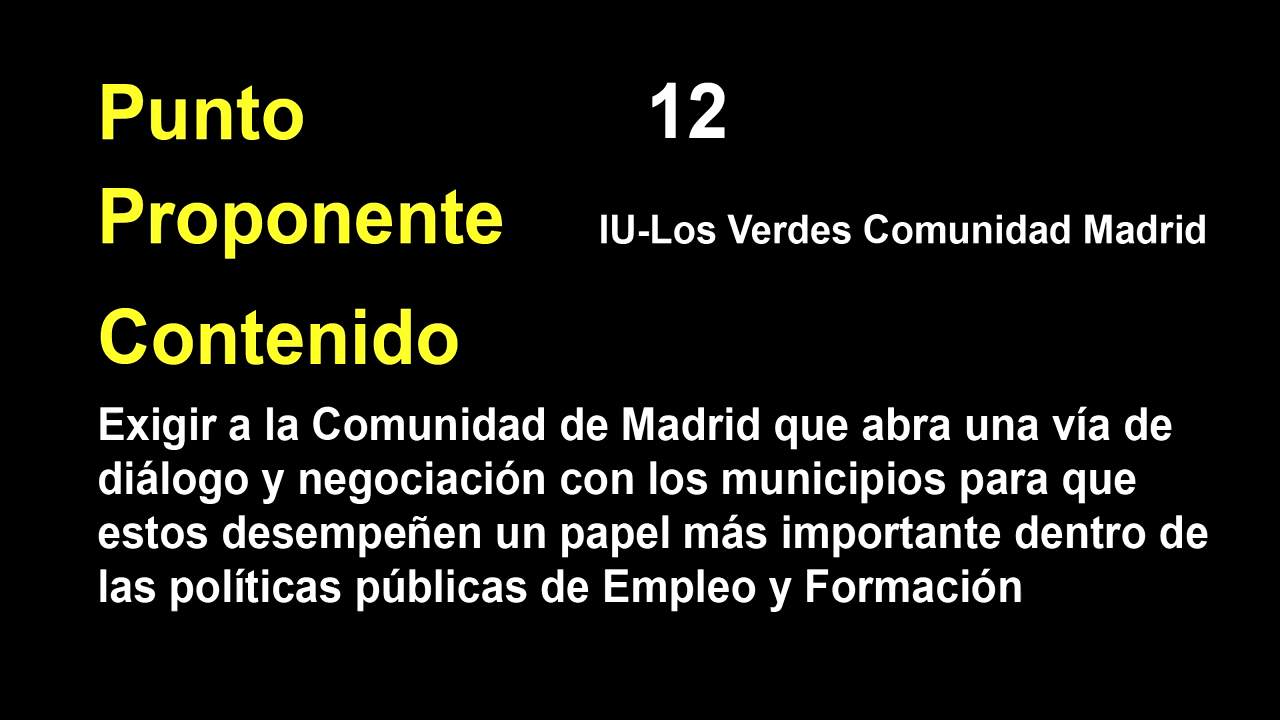 Punto 12
Proponente IU-Los Verdes Comunidad Madrid
Contenido
Exigir a la Comunidad de Madrid que abra una vía de
diálogo y negociación con los municipios para que
estos desempeñen un papel más importante dentro de
las políticas públicas de Empleo y Formación